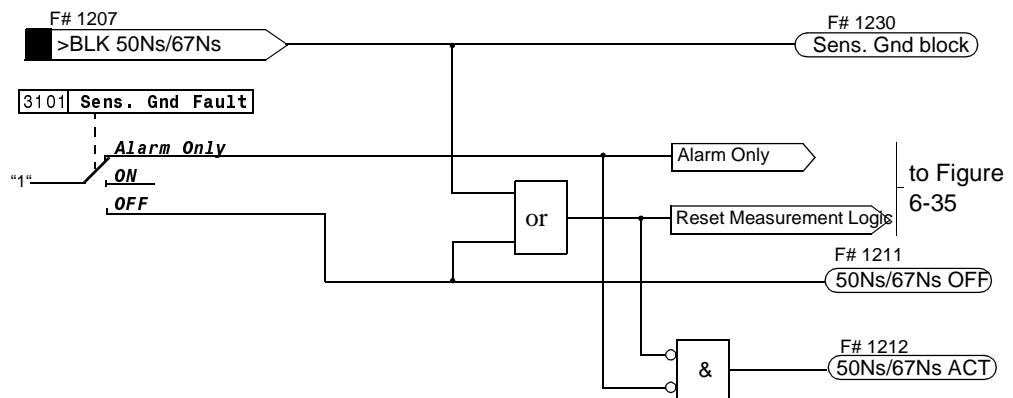 F# 1207
>BLK 50Ns/67Ns
F# 1230
Sens. Gnd block
3101 Sens. Gnd Fault
Alarm Only
"1"
ON
OFF
Alarm Only
to Figure
6-35
or
Reset Measurement Logic
F# 1211
50Ns/67Ns OFF
&
F# 1212
50Ns/67Ns ACT